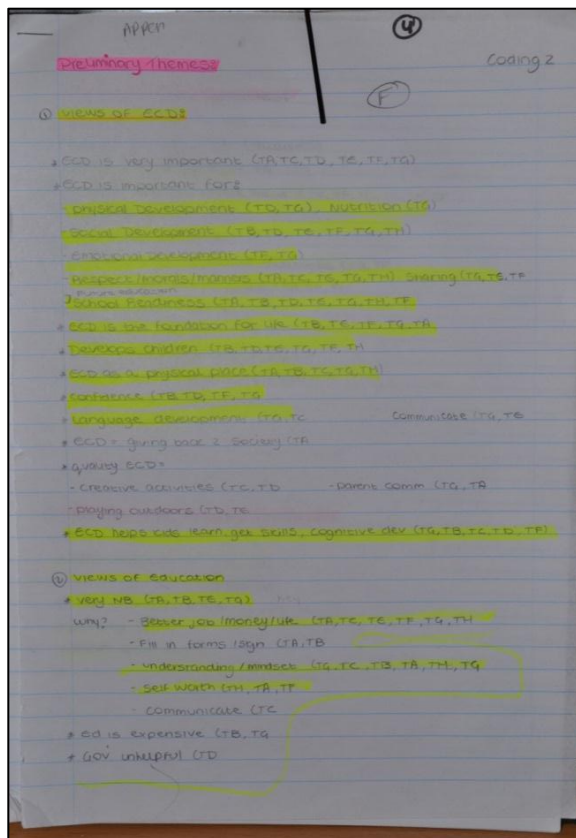 APPEN
④
Preliminary Themes:
Coding 2
F
① Views of ECD:
* ECD is very important (TA, TC, TD, TE, TF, TG)
* ECD is important for:
- Physical Development (TD, TG), Nutrition (TG)
- Social Development (TB, TD, TE, TF, TG, TH)
- Emotional Development (TF, TG)
- Respect/morals/manners (TA, TC, TE, TG, TH) Sharing (TG, TE, TF
- School Readiness (TA, TB, TD, TE, TG, TH, TF
* ECD is the foundation for life (TB, TE, TF, TG, TA
* Develops children (TB, TD, TE, TG, TF, TH
* ECD as a physical place (TA, TB, TC, TG, TH)
* Confidence (TB, TD, TF, TG
* Language development (TG, TC Communicate (TG, TE
* ECD = giving back 2 Society (TA
* quality ECD=
- Creative activities (TC, TD - Parent comm (TG, TA
- Playing outdoors (TD, TE
* ECD helps kids learn, get skills, cognitive dev (TG, TB, TC, TD, TF)
② Views of Education
* Very NB (TA, TB, TE, TG)
Why? - Better job/money/life (TA, TC, TE, TF, TG, TH
- Fill in forms/sign (TA, TB
- understanding/mindset (TG, TC, TB, TA, TH, TG
- Self worth (TH, TA, TF
- Communicate (TC
* Ed is expensive (TB, TG
* GOV unhelpful (TD